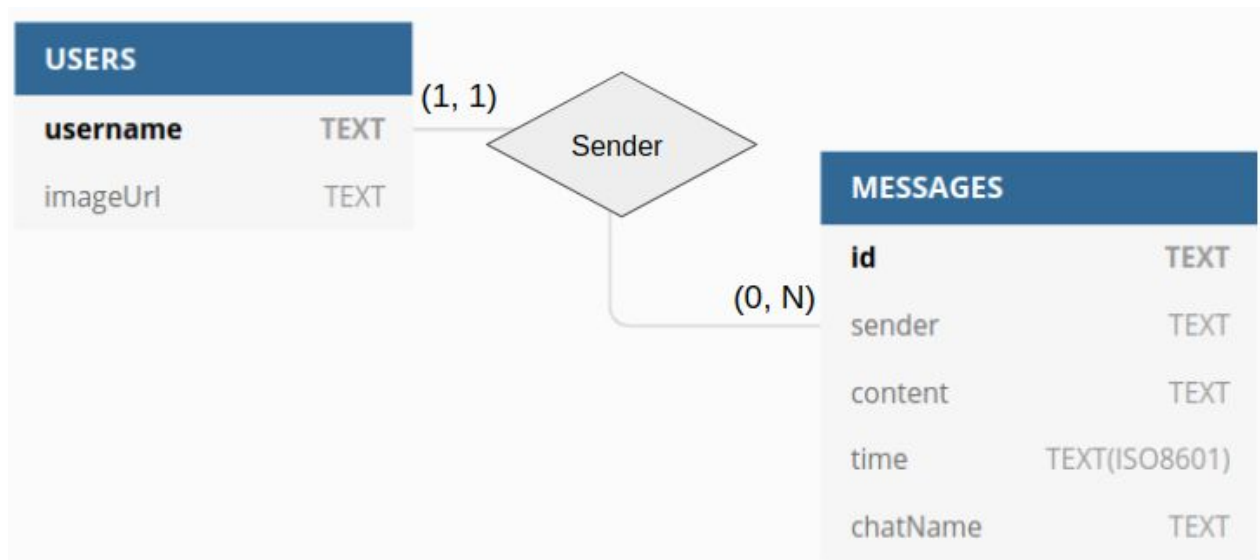 USERS
username TEXT
imageUrl TEXT
(1, 1)
Sender
(0, N)
MESSAGES
id TEXT
sender TEXT
content TEXT
time TEXT(ISO8601)
chatName TEXT